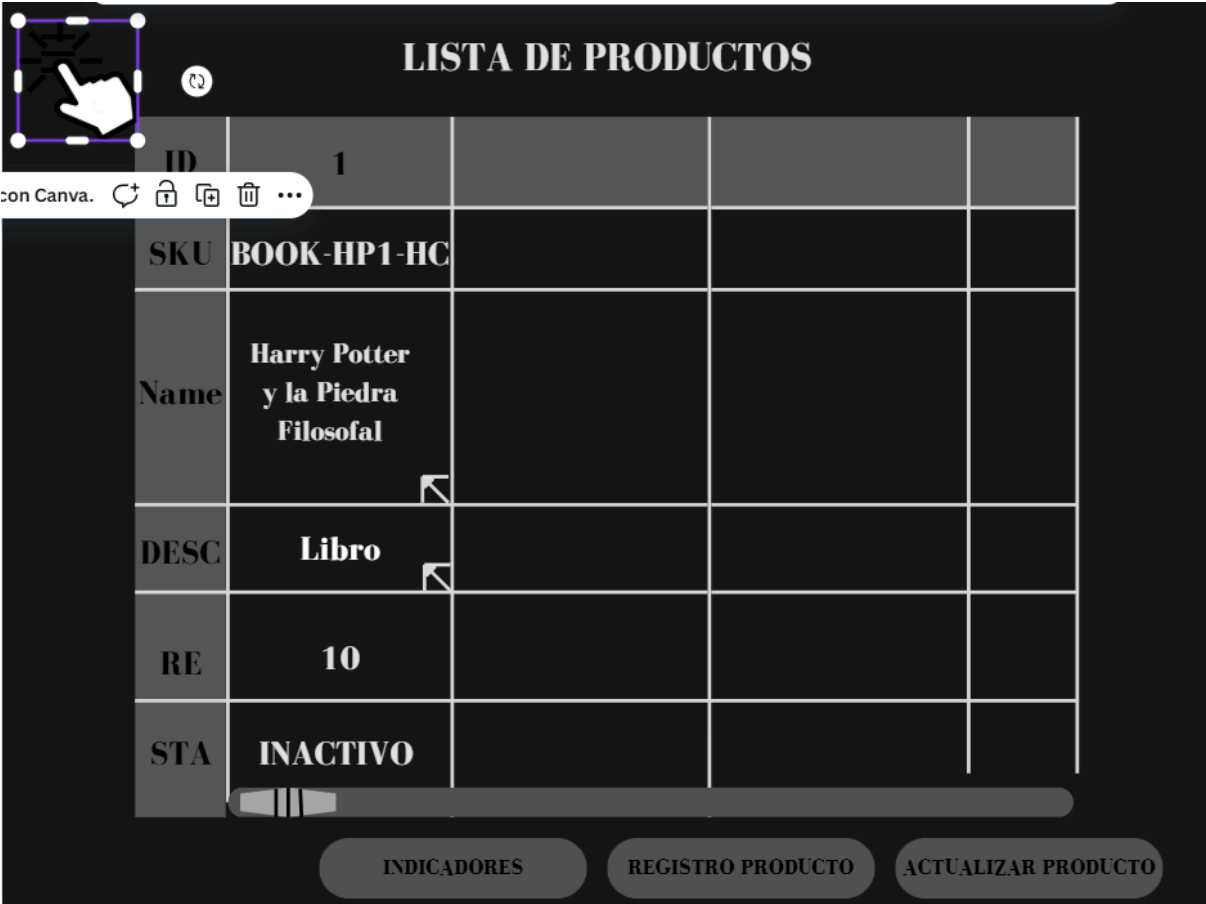 LISTA DE PRODUCTOS
ID 1
con Canva.
SKU BOOK-HP1-HC
Harry Potter
Name y la Piedra
Filosofal
DESC Libro
RE 10
STA INACTIVO
INDICADORES REGISTRO PRODUCTO ACTUALIZAR PRODUCTO